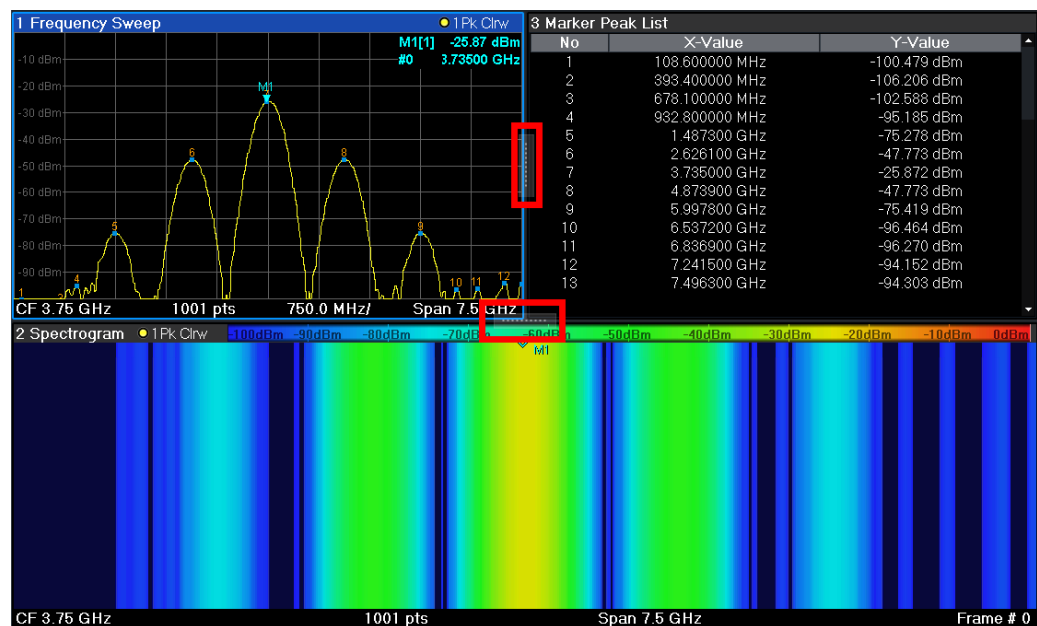 1 Frequency Sweep 1Pk Clrw
M1[1] -25.87 dBm
#0 3.73500 GHz
-10 dBm
-20 dBm
M1
-30 dBm
-40 dBm
6 8
-50 dBm
-60 dBm
-70 dBm
5 9
-80 dBm
-90 dBm
4 10 11 12
1
CF 3.75 GHz 1001 pts 750.0 MHz/ Span 7.5 GHz
3 Marker Peak List
No X-Value Y-Value
1 108.600000 MHz -100.479 dBm
2 393.400000 MHz -106.206 dBm
3 678.100000 MHz -102.588 dBm
4 932.800000 MHz -95.185 dBm
5 1.487300 GHz -75.278 dBm
6 2.626100 GHz -47.773 dBm
7 3.735000 GHz -25.872 dBm
8 4.873900 GHz -47.773 dBm
9 5.997800 GHz -75.419 dBm
10 6.537200 GHz -96.464 dBm
11 6.836900 GHz -96.270 dBm
12 7.241500 GHz -94.152 dBm
13 7.496300 GHz -94.303 dBm
2 Spectrogram 1Pk Clrw -100dBm -90dBm -80dBm -60dB -50dBm -40dBm -30dBm -20dBm -10dBm 0dBm
M1
CF 3.75 GHz 1001 pts Span 7.5 GHz Frame # 0